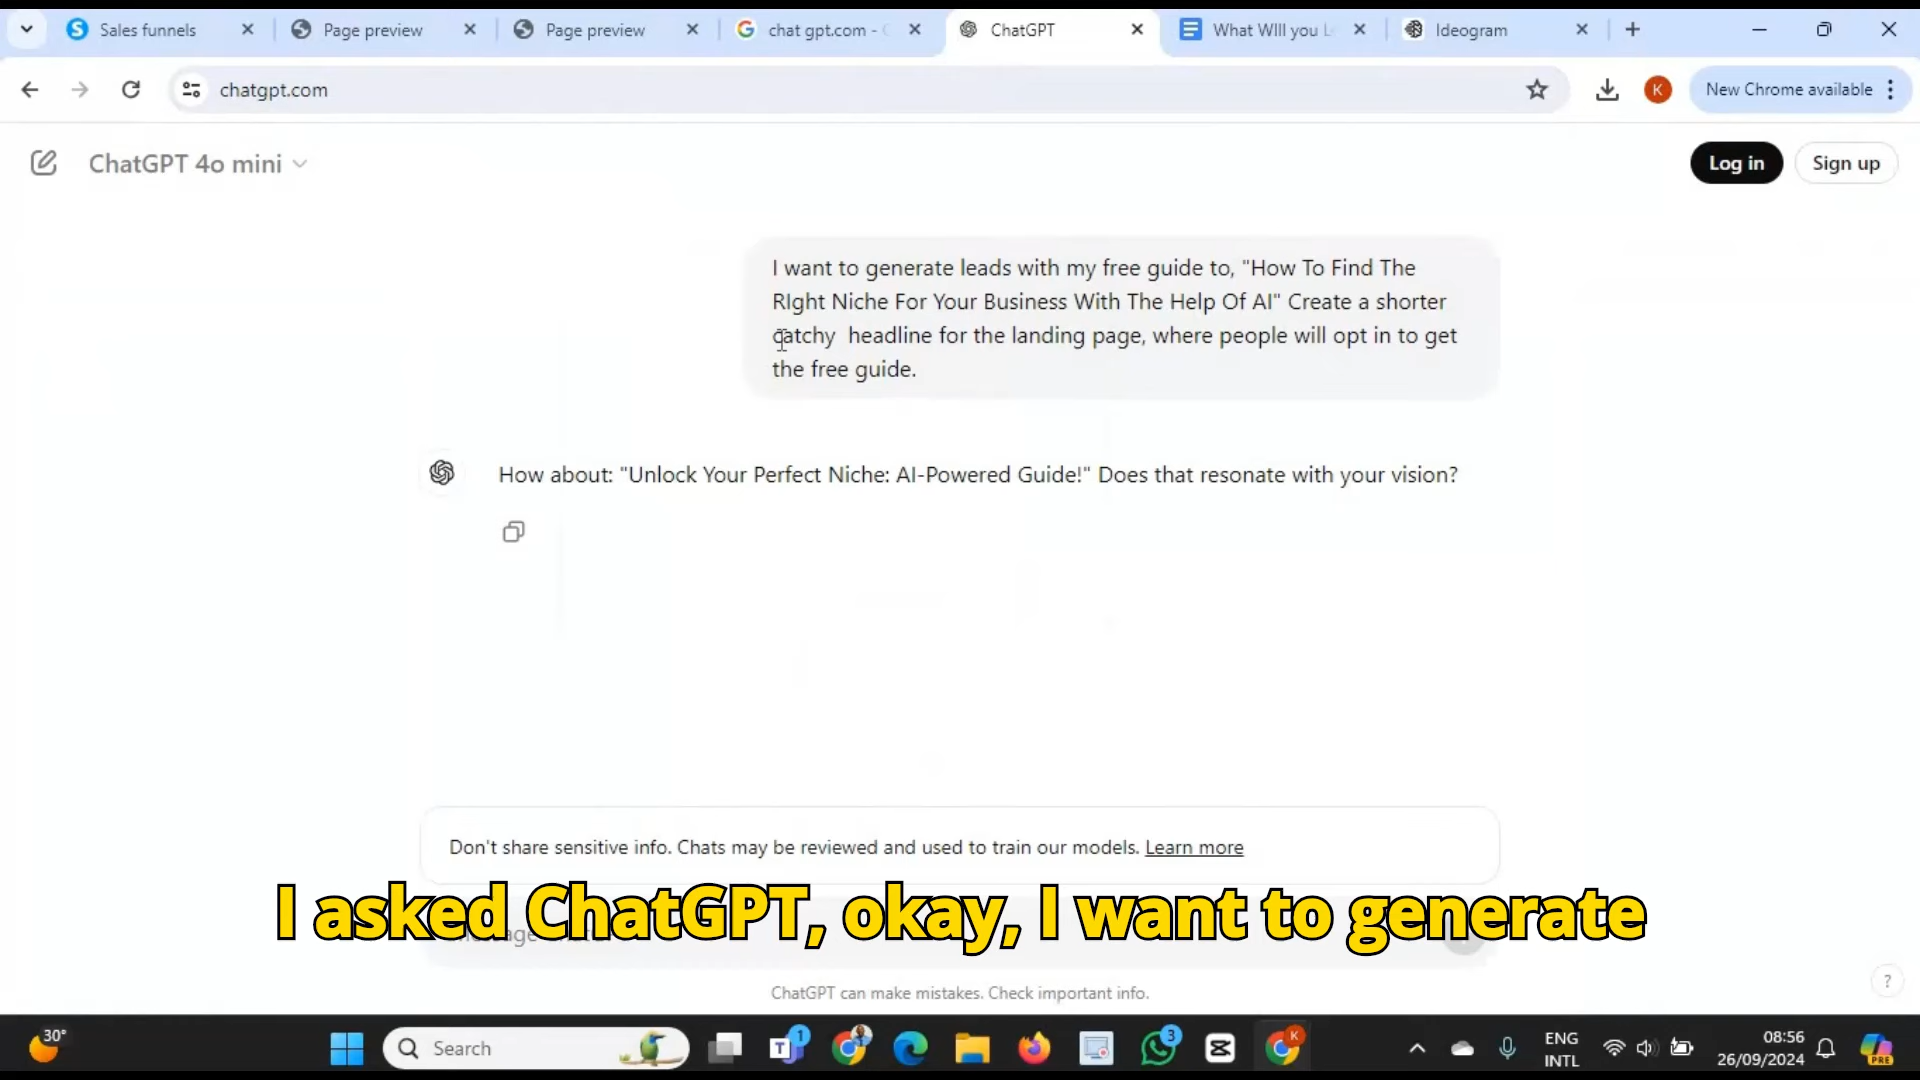 Sales funnels
Page preview
Page preview
chat gpt.com -
ChatGPT
What WIll you L
Ideogram
chatgpt.com
K
New Chrome available
ChatGPT 4o mini
Log in
Sign up
I want to generate leads with my free guide to, "How To Find The
RIght Niche For Your Business With The Help Of AI" Create a shorter
catchy  headline for the landing page, where people will opt in to get
the free guide.
How about: "Unlock Your Perfect Niche: AI-Powered Guide!" Does that resonate with your vision?
Don't share sensitive info. Chats may be reviewed and used to train our models. Learn more
I asked ChatGPT, okay, I want to generate
ChatGPT can make mistakes. Check important info.
?
30°
Search
1
3
K
ENG
INTL
08:56
26/09/2024
PRE